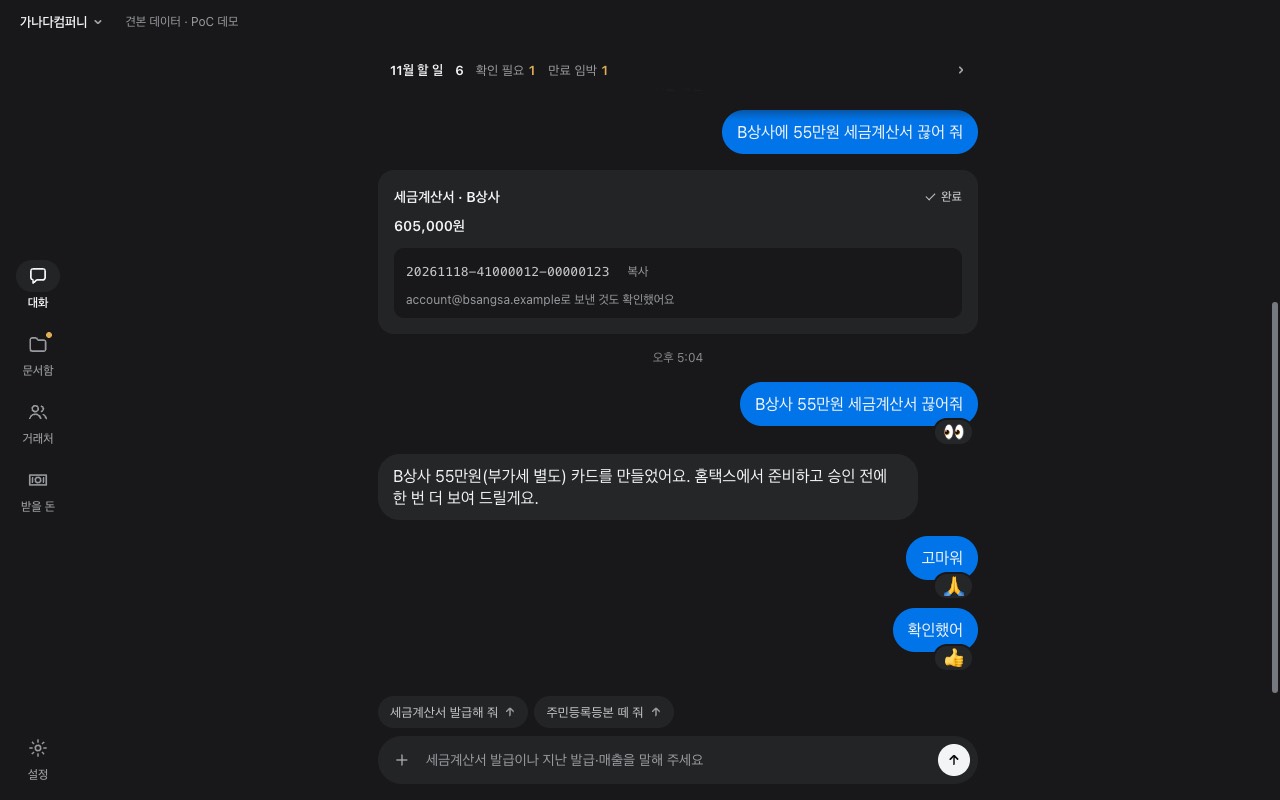 가나다컴퍼니
견본 데이터 · PoC 데모
11월 할 일 6 확인 필요 1 만료 임박 1
B상사에 55만원 세금계산서 끊어 줘
세금계산서 · B상사
완료
605,000원
20261118-41000012-00000123 복사
account@bsangsa.example로 보낸 것도 확인했어요
오후 5:04
B상사 55만원 세금계산서 끊어줘
B상사 55만원(부가세 별도) 카드를 만들었어요. 홈택스에서 준비하고 승인 전에
한 번 더 보여 드릴게요.
고마워
확인했어
대화
문서함
거래처
받을 돈
설정
세금계산서 발급해 줘
주민등록등본 떼 줘
세금계산서 발급이나 지난 발급·매출을 말해 주세요